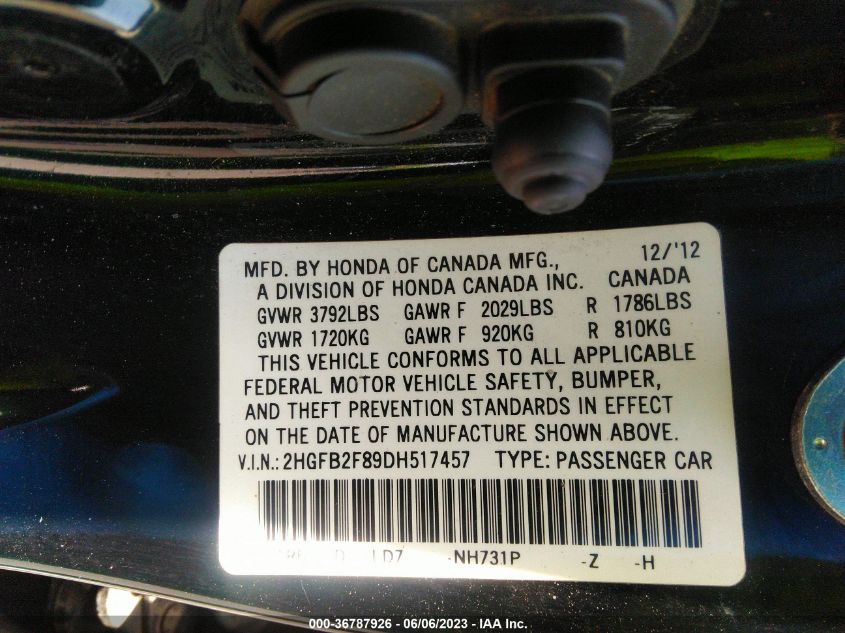 12/'12
MFD. BY HONDA OF CANADA MFG.,
A DIVISION OF HONDA CANADA INC. CANADA
GVWR 3792LBS GAWR F 2029LBS R 1786LBS
GVWR 1720KG GAWR F 920KG R 810KG
THIS VEHICLE CONFORMS TO ALL APPLICABLE
FEDERAL MOTOR VEHICLE SAFETY, BUMPER,
AND THEFT PREVENTION STANDARDS IN EFFECT
ON THE DATE OF MANUFACTURE SHOWN ABOVE.
V.I.N.: 2HGFB2F89DH517457 TYPE: PASSENGER CAR
-NH731P -Z -H
000-36787926 - 06/06/2023 - IAA Inc.